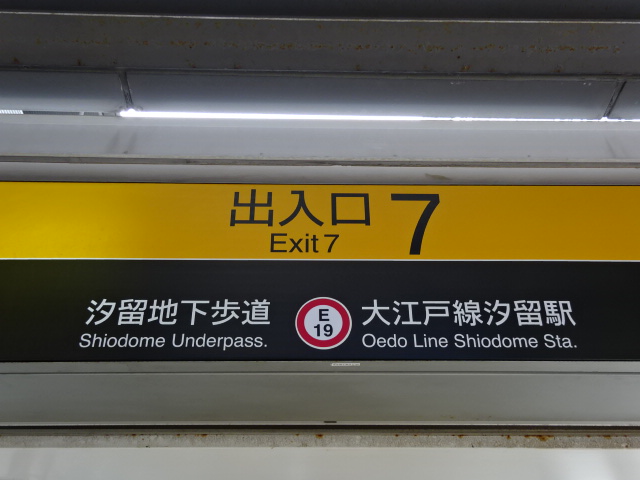 出入口 7
Exit 7
汐留地下歩道
Shiodome Underpass.
E
19
大江戸線汐留駅
Oedo Line Shiodome Sta.